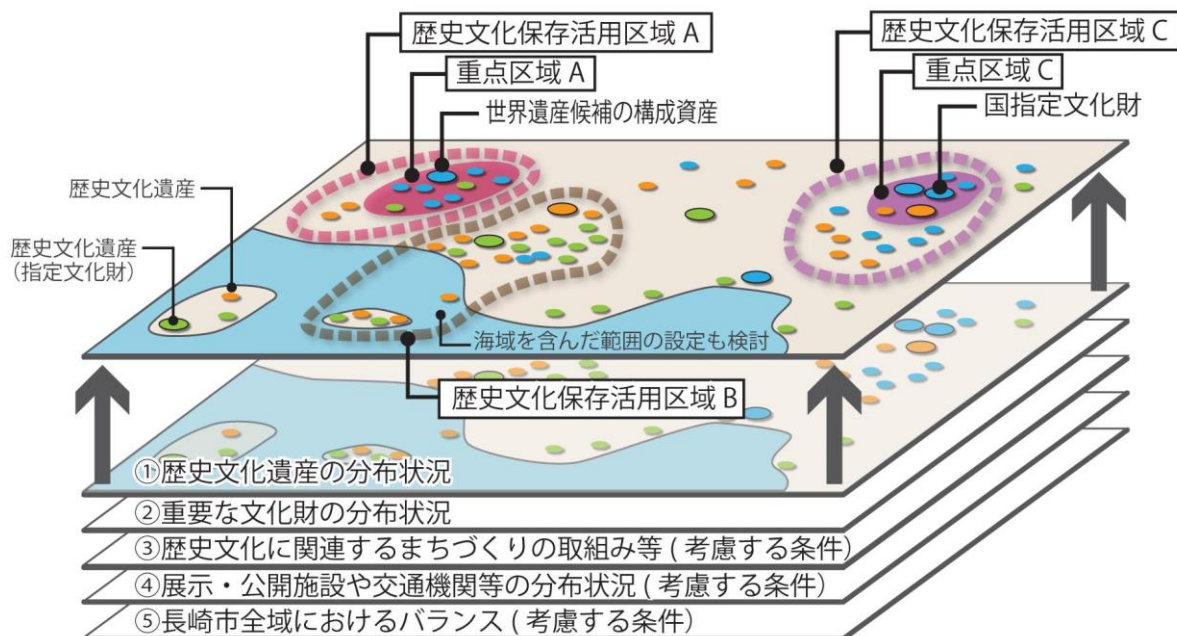 歴史文化保存活用区域 A
重点区域 A
世界遺産候補の構成資産
歴史文化保存活用区域 C
重点区域 C
国指定文化財
歴史文化遺産
歴史文化遺産
（指定文化財）
海域を含んだ範囲の設定も検討
歴史文化保存活用区域 B
①歴史文化遺産の分布状況
②重要な文化財の分布状況
③歴史文化に関連するまちづくりの取組み等 ( 考慮する条件）
④展示・公開施設や交通機関等の分布状況 ( 考慮する条件）
⑤長崎市全域におけるバランス ( 考慮する条件）